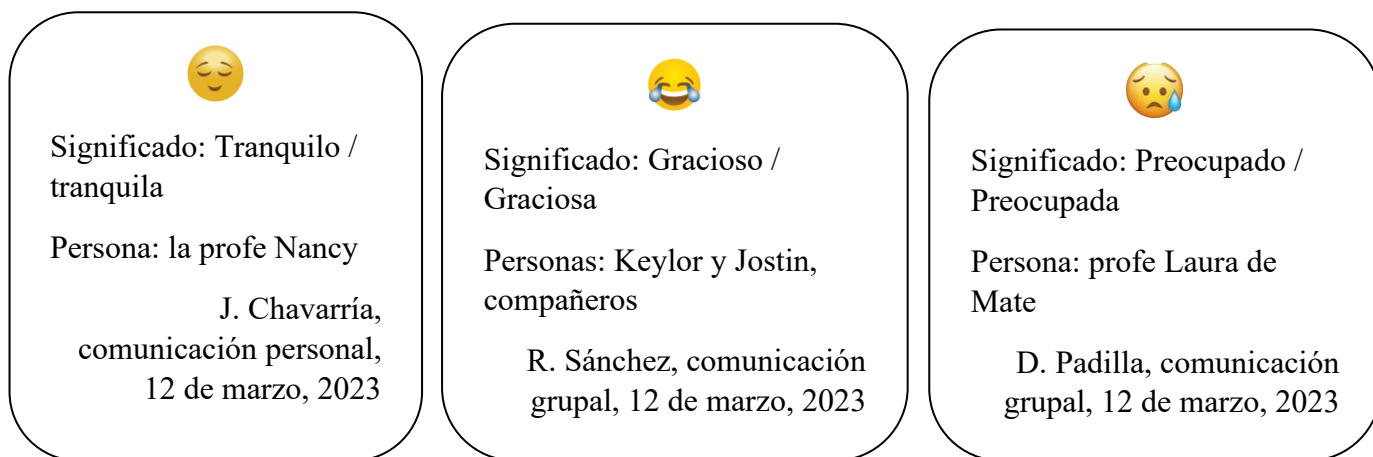 Significado: Tranquilo /
tranquila
Persona: la profe Nancy
J. Chavarría,
comunicación personal,
12 de marzo, 2023
Significado: Gracioso /
Graciosa
Personas: Keylor y Jostin,
compañeros
R. Sánchez, comunicación
grupal, 12 de marzo, 2023
Significado: Preocupado /
Preocupada
Persona: profe Laura de
Mate
D. Padilla, comunicación
grupal, 12 de marzo, 2023